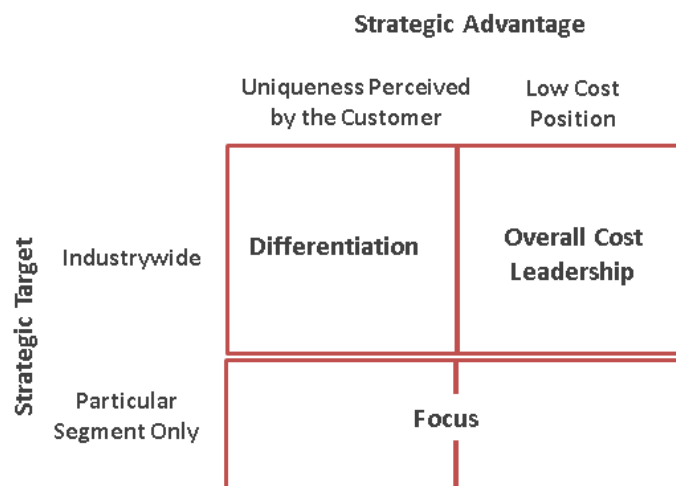 Strategic Advantage
Uniqueness Perceived
by the Customer
Low Cost
Position
Strategic Target
Industrywide
Differentiation
Overall Cost
Leadership
Particular
Segment Only
Focus